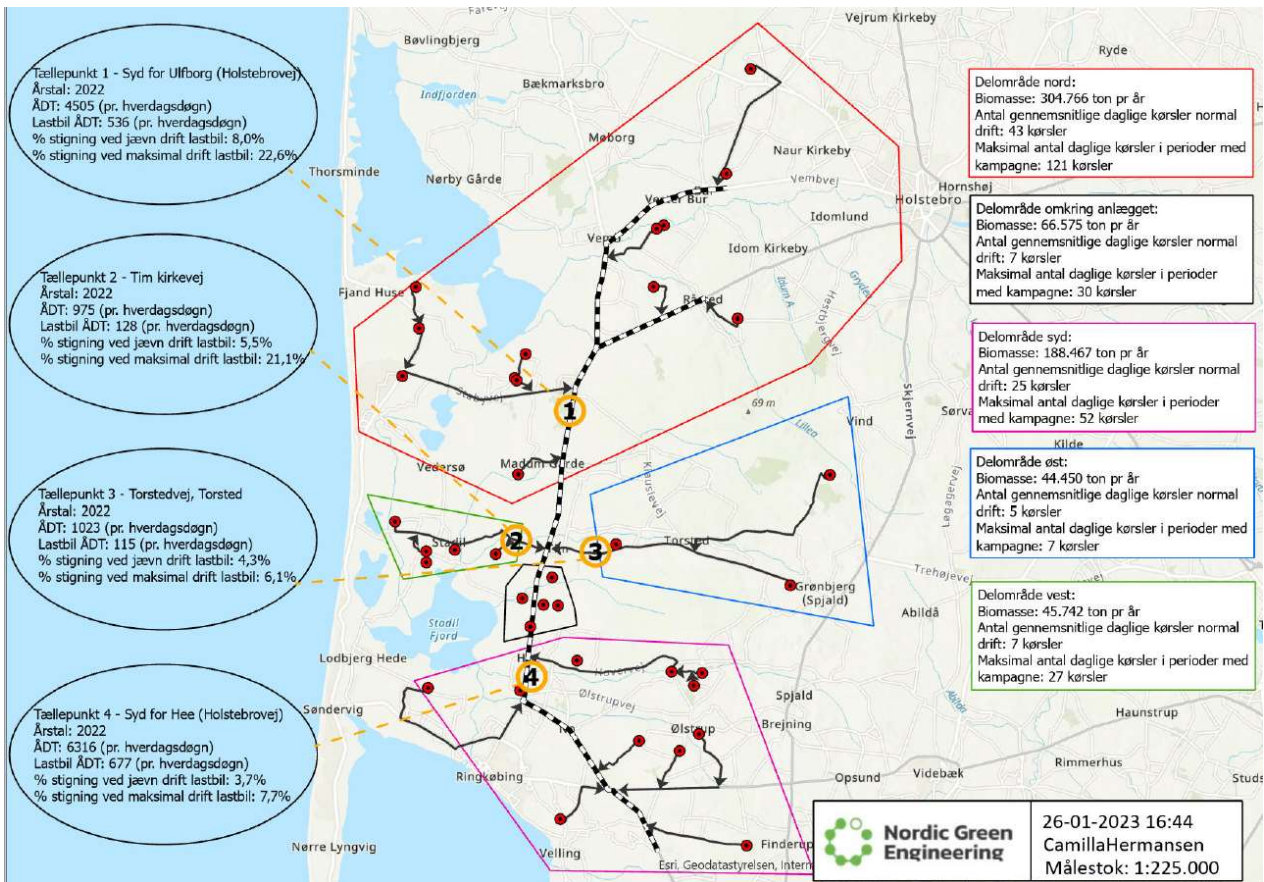 Tællepunkt 1 - Syd for Ulfborg (Holstebrovej)
Årstal: 2022
ÅDT: 4505 (pr. hverdagsdøgn)
Lastbil ÅDT: 536 (pr. hverdagsdøgn)
% stigning ved jævn drift lastbil: 8,0%
% stigning ved maksimal drift lastbil: 22,6%
Tællepunkt 2 - Tim kirkevej
Årstal: 2022
ÅDT: 975 (pr. hverdagsdøgn)
Lastbil ÅDT: 128 (pr. hverdagsdøgn)
% stigning ved jævn drift lastbil: 5,5%
% stigning ved maksimal drift lastbil: 21,1%
Tællepunkt 3 - Torstedvej, Torsted
Årstal: 2022
ÅDT: 1023 (pr. hverdagsdøgn)
Lastbil ÅDT: 115 (pr. hverdagsdøgn)
% stigning ved jævn drift lastbil: 4,3%
% stigning ved maksimal drift lastbil: 6,1%
Tællepunkt 4 - Syd for Hee (Holstebrovej)
Årstal: 2022
ÅDT: 6316 (pr. hverdagsdøgn)
Lastbil ÅDT: 677 (pr. hverdagsdøgn)
% stigning ved jævn drift lastbil: 3,7%
% stigning ved maksimal drift lastbil: 7,7%
Vejrum Kirkeby
Bøvlingbjerg
Ryde
Bækmarksbro
Indfjorden
Møborg
Naur Kirkeby
Thorsminde
Nørby Gårde
Vembvej
Hornshøj
Holstebro
Idomlund
Idom Kirkeby
Idum Å
Fjand Huse
Råsted
Hestbjergvej
Skjernvej
69 m
Lilleå
Vind
Kilde
Vedersø
Madum Gårde
Klausievej
Løgagervej
1
2
3
4
Stadil
Torsted
Trehøjevej
Grønbjerg
(Spjald)
Abildå
Stadil
Fjord
Lodbjerg Hede
Hovervej
Søndervig
Ølstrupvej
Spjald
Ølstrup
Brejning
Haunstrup
Ringkøbing
Opsund
Videbæk
Rimmerhus
Nørre Lyngvig
Velling
Finderup
Esri, Geodatastyrelsen, Intern
Delområde nord:
Biomasse: 304.766 ton pr år
Antal gennemsnitlige daglige kørsler normal
drift: 43 kørsler
Maksimal antal daglige kørsler i perioder med
kampagne: 121 kørsler
Delområde omkring anlægget:
Biomasse: 66.575 ton pr år
Antal gennemsnitlige daglige kørsler normal
drift: 7 kørsler
Maksimal antal daglige kørsler i perioder
med kampagne: 30 kørsler
Delområde syd:
Biomasse: 188.467 ton pr år
Antal gennemsnitlige daglige kørsler normal
drift: 25 kørsler
Maksimal antal daglige kørsler i perioder
med kampagne: 52 kørsler
Delområde øst:
Biomasse: 44.450 ton pr år
Antal gennemsnitlige daglige kørsler normal
drift: 5 kørsler
Maksimal antal daglige kørsler i perioder med
kampagne: 7 kørsler
Delområde vest:
Biomasse: 45.742 ton pr år
Antal gennemsnitlige daglige kørsler normal
drift: 7 kørsler
Maksimal antal daglige kørsler i perioder med
kampagne: 27 kørsler
Nordic Green
Engineering
26-01-2023 16:44
CamillaHermansen
Målestok: 1:225.000